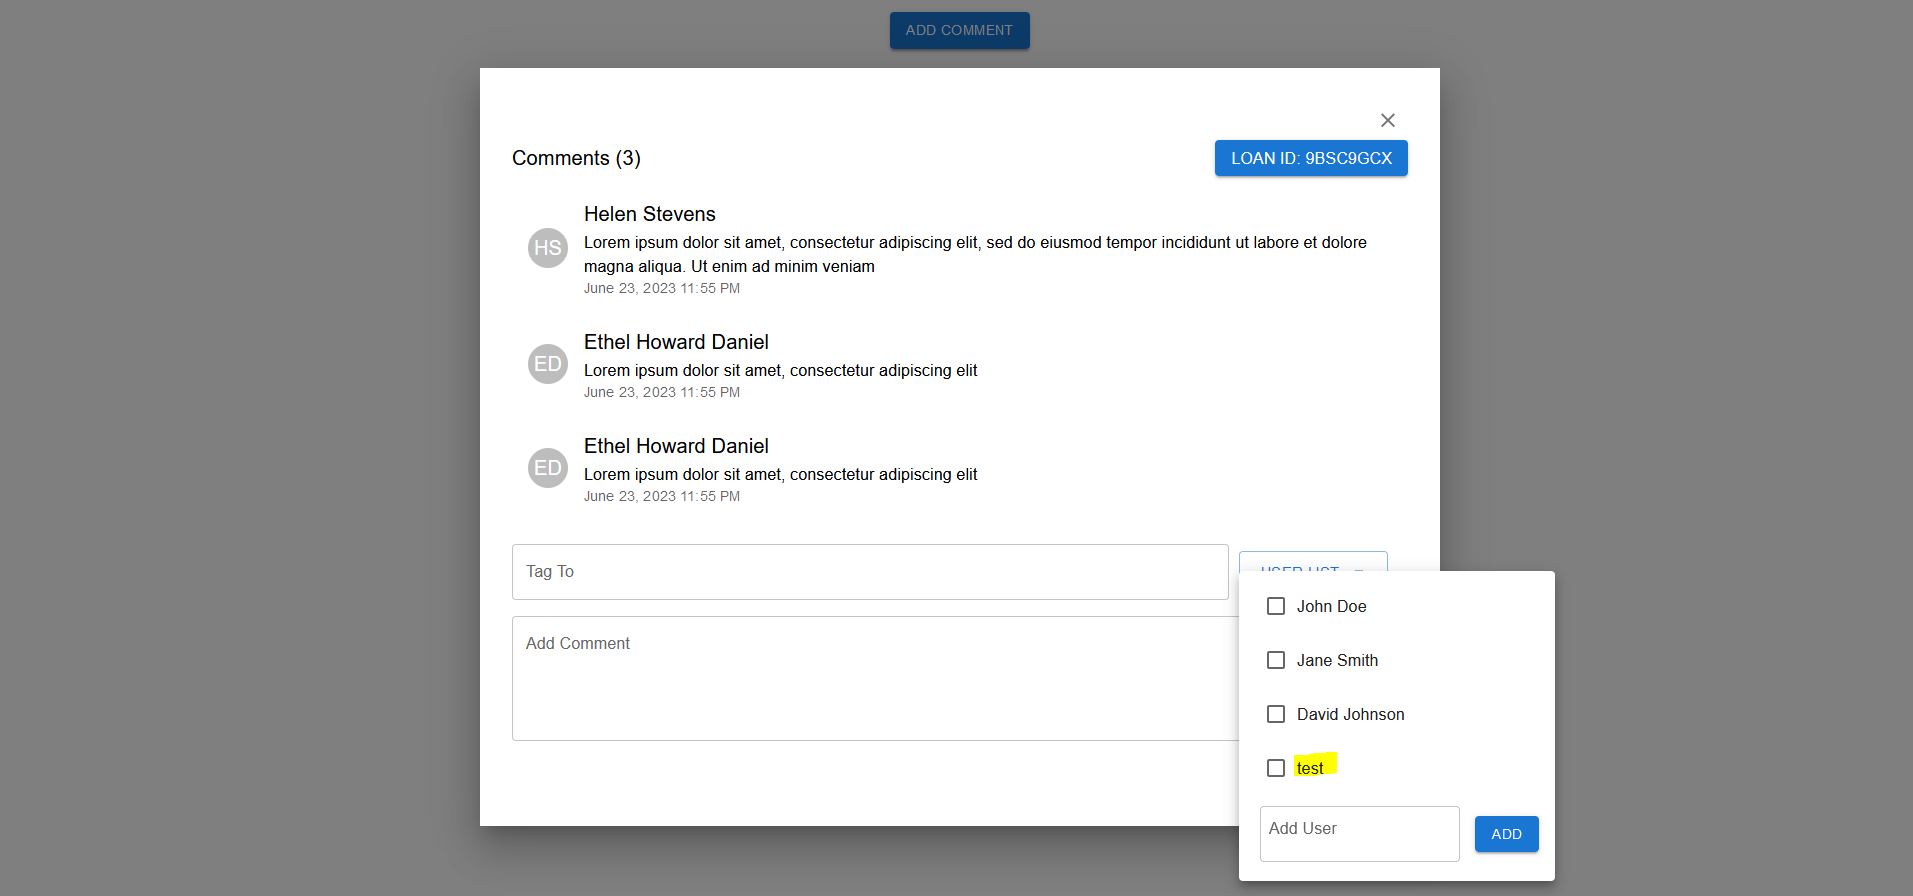 ADD COMMENT
Comments (3)
LOAN ID: 9BSC9GCX
HS
Helen Stevens
Lorem ipsum dolor sit amet, consectetur adipiscing elit, sed do eiusmod tempor incididunt ut labore et dolore
magna aliqua. Ut enim ad minim veniam
June 23, 2023 11:55 PM
ED
Ethel Howard Daniel
Lorem ipsum dolor sit amet, consectetur adipiscing elit
June 23, 2023 11:55 PM
ED
Ethel Howard Daniel
Lorem ipsum dolor sit amet, consectetur adipiscing elit
June 23, 2023 11:55 PM
Tag To
USER LIST
Add Comment
John Doe
Jane Smith
David Johnson
test
Add User
ADD